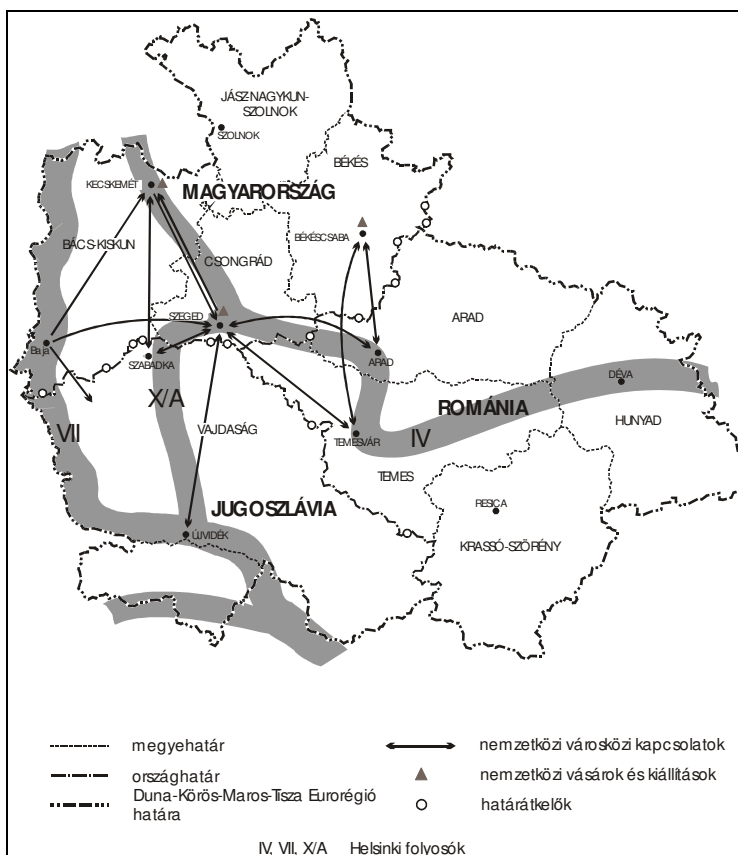 JÁSZ-NAGYKUN-
SZOLNOK
SZOLNOK
BÉKÉS
KECSKEMÉT
MAGYARORSZÁG
BÁCS-KISKUN
CSONGRÁD
BÉKÉSCSABA
SZEGED
ARAD
Baja
SZABADKA
ARAD
DÉVA
X/A
ROMÁNIA
HUNYAD
VII
VAJDASÁG
TEMESVÁR
IV
TEMES
RESICA
JUGOSZLÁVIA
KRASSÓ-SZÖRÉNY
ÚJVIDÉK
megyehatár
országhatár
Duna-Körös-Maros-Tisza Eurorégió
határa
nemzetközi városközi kapcsolatok
nemzetközi vásárok és kiállítások
határátkelők
IV, VII, X/A Helsinki folyosók